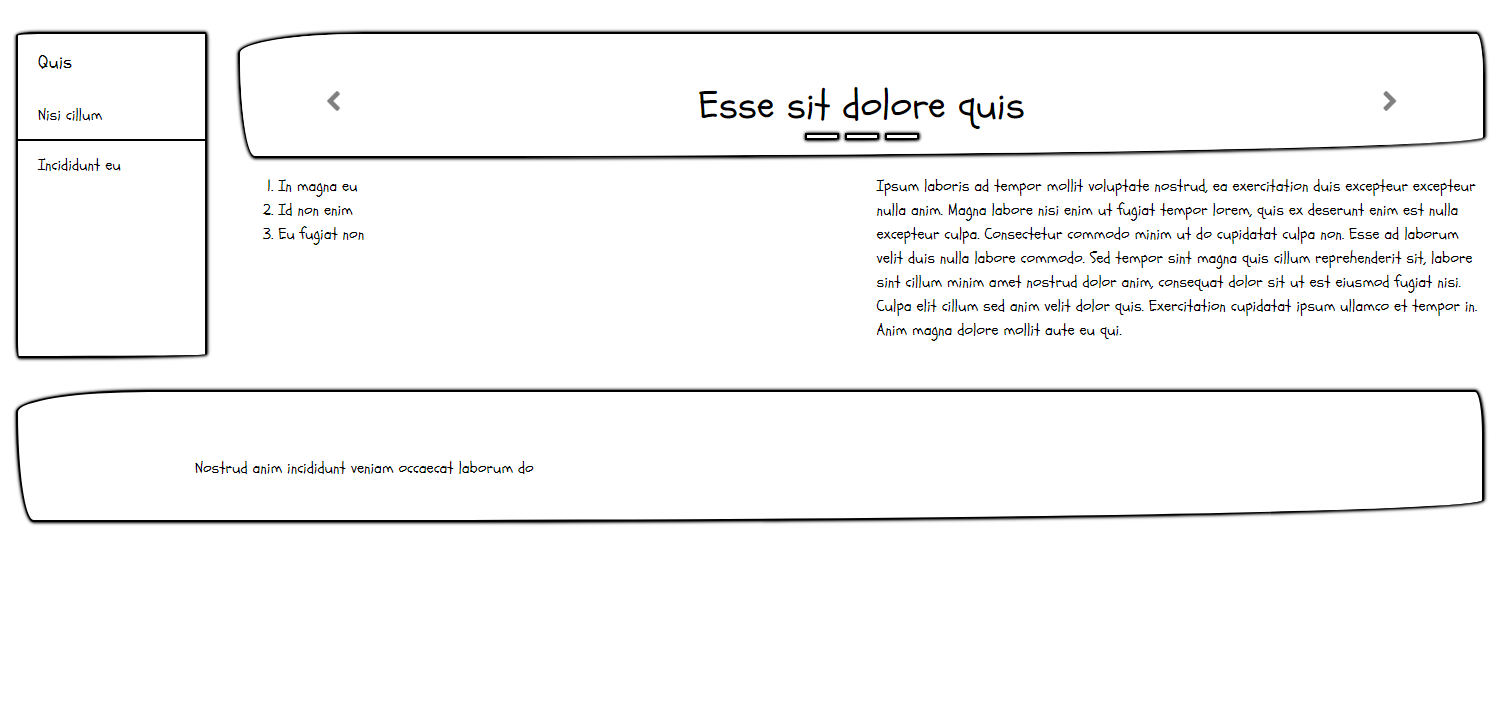 Quis
Nisi cillum
Incididunt eu
Esse sit dolore quis
1. In magna eu
2. Id non enim
3. Eu fugiat non
Ipsum laboris ad tempor mollit voluptate nostrud, ea exercitation duis excepteur excepteur
nulla anim. Magna labore nisi enim ut fugiat tempor lorem, quis ex deserunt enim est nulla
excepteur culpa. Consectetur commodo minim ut do cupidatat culpa non. Esse ad laborum
velit duis nulla labore commodo. Sed tempor sint magna quis cillum reprehenderit sit, labore
sint cillum minim amet nostrud dolor anim, consequat dolor sit ut est eiusmod fugiat nisi.
Culpa elit cillum sed anim velit dolor quis. Exercitation cupidatat ipsum ullamco et tempor in.
Anim magna dolore mollit aute eu qui.
Nostrud anim incididunt veniam occaecat laborum do